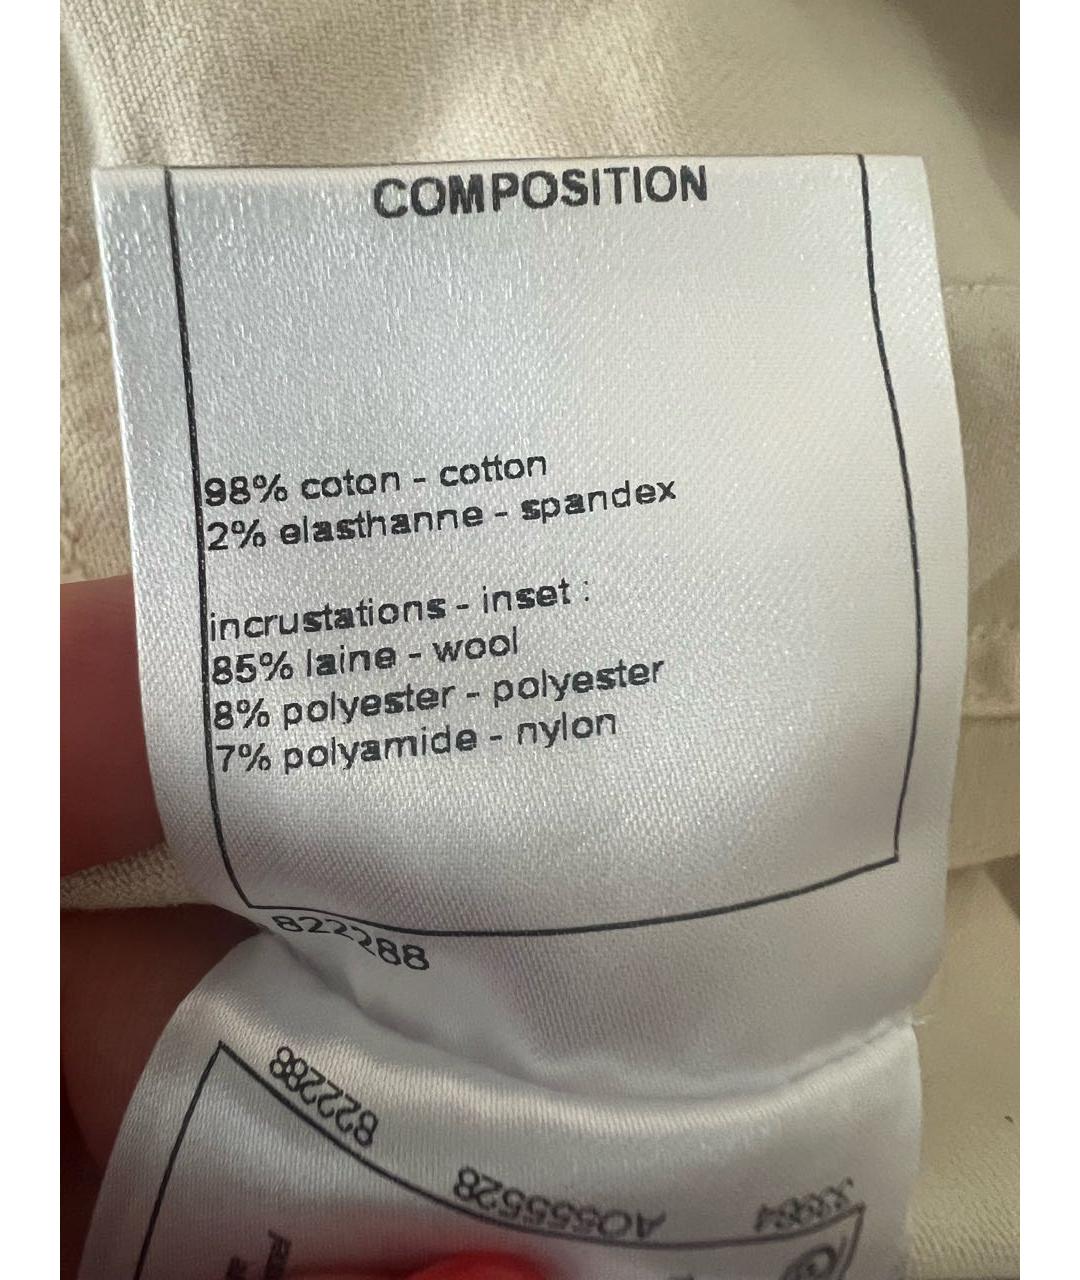 COMPOSITION
98% coton - cotton
2% elasthanne - spandex
incrustations - inset :
85% laine - wool
8% polyester - polyester
7% polyamide - nylon
822288
822288